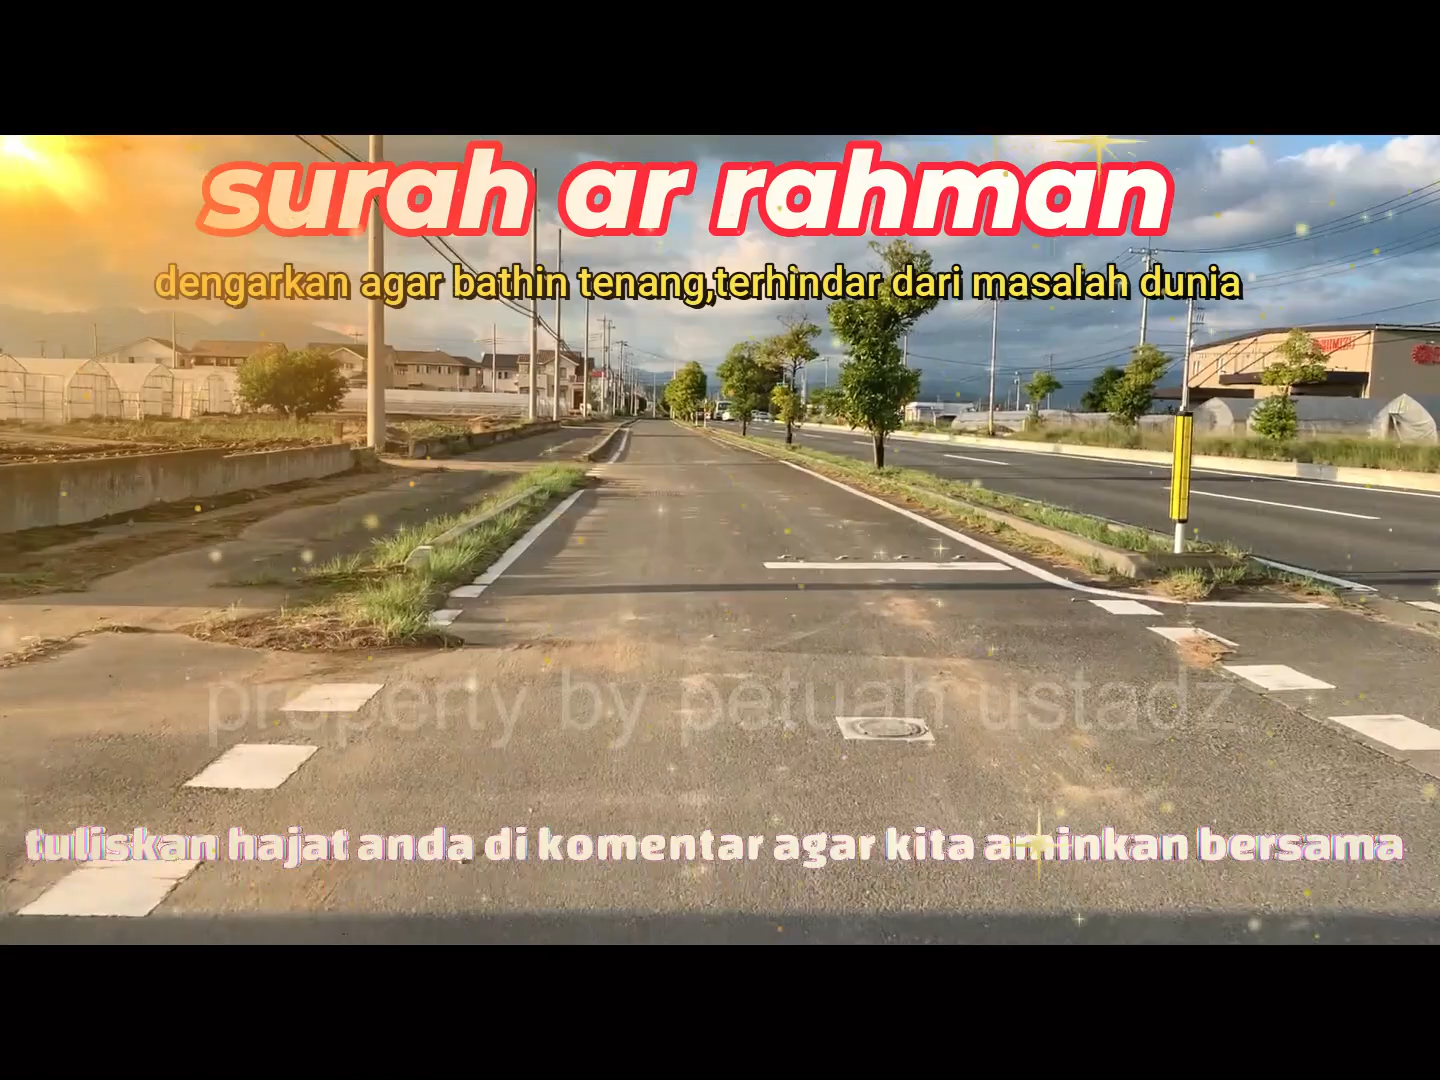 surah ar rahman
dengarkan agar bathin tenang,terhindar dari masalah dunia
property by petuah ustadz
tuliskan hajat anda di komentar agar kita aminkan bersama